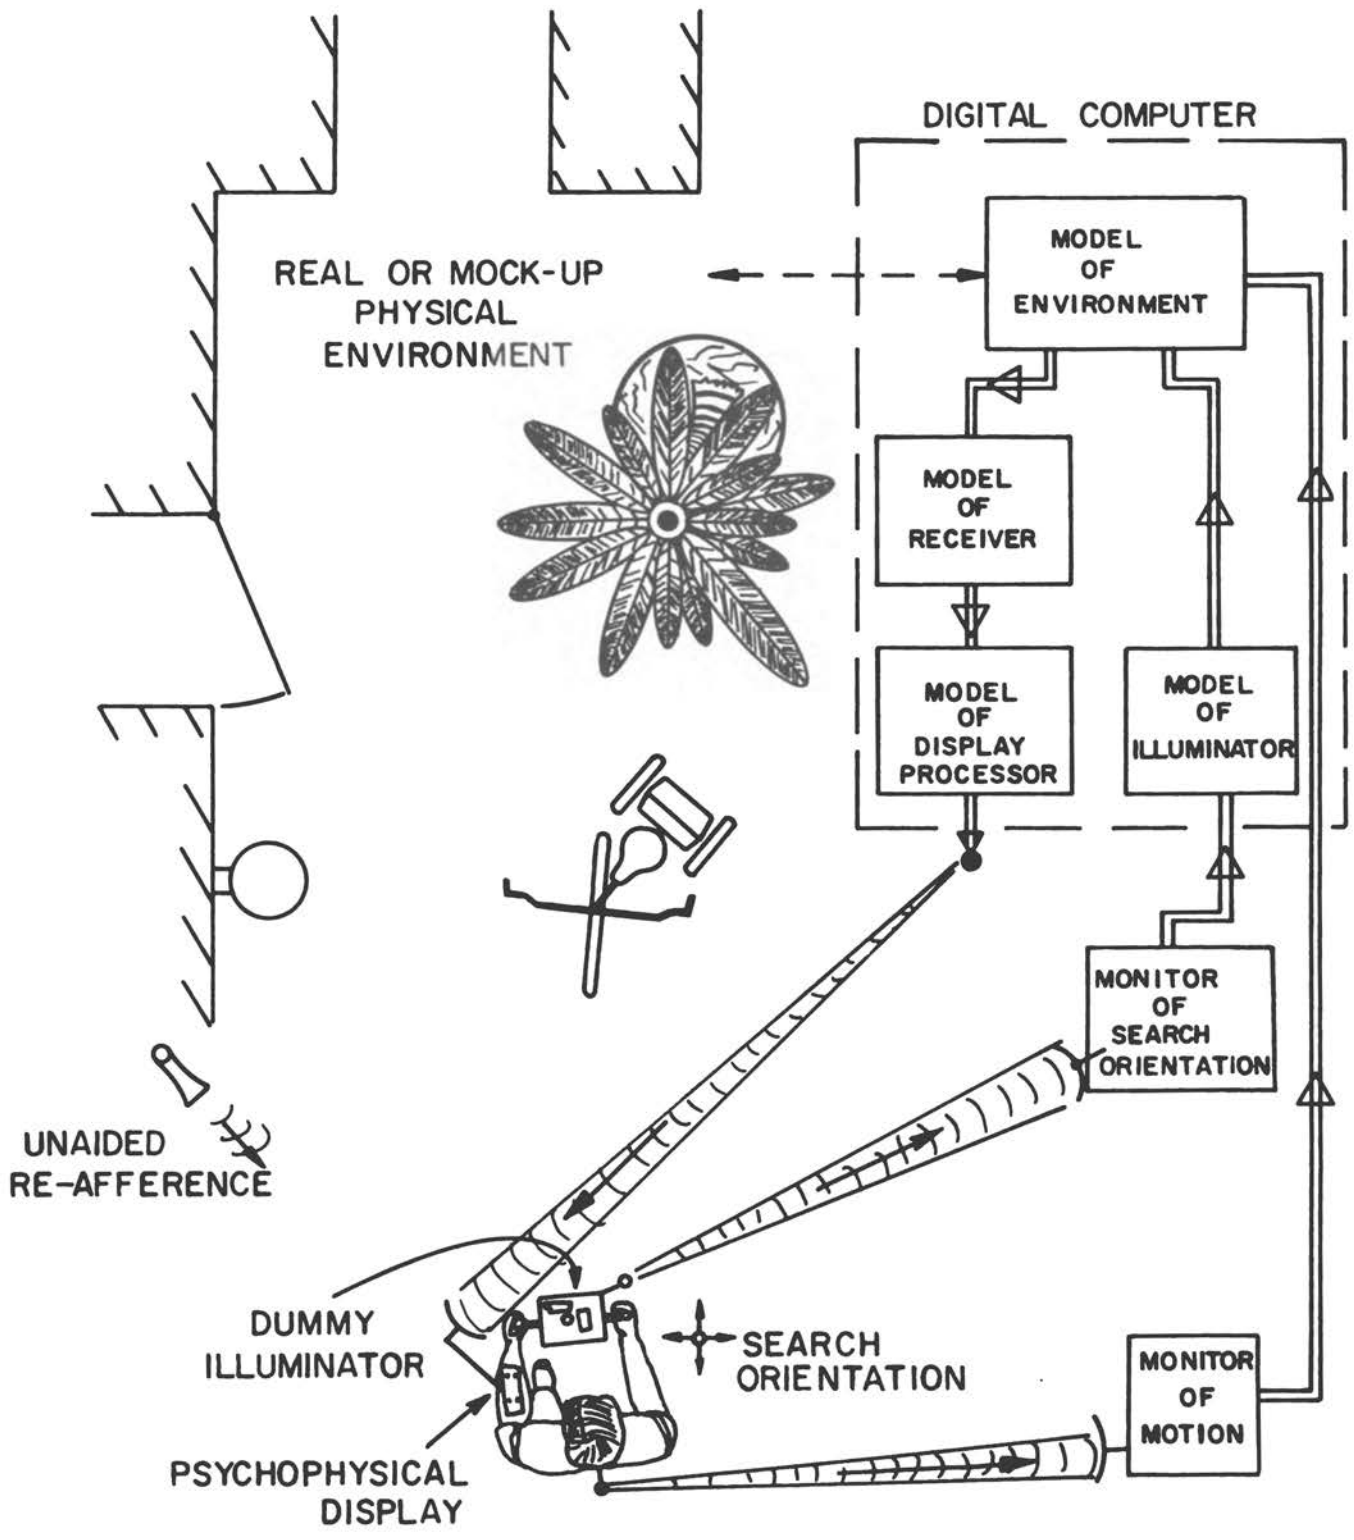 DIGITAL COMPUTER
REAL OR MOCK-UP
PHYSICAL
ENVIRONMENT
MODEL
OF
ENVIRONMENT
MODEL
OF
RECEIVER
MODEL
OF
DISPLAY
PROCESSOR
MODEL
OF
ILLUMINATOR
MONITOR
OF
SEARCH
ORIENTATION
UNAIDED
RE-AFFERENCE
DUMMY
ILLUMINATOR
SEARCH
ORIENTATION
MONITOR
OF
MOTION
PSYCHOPHYSICAL
DISPLAY